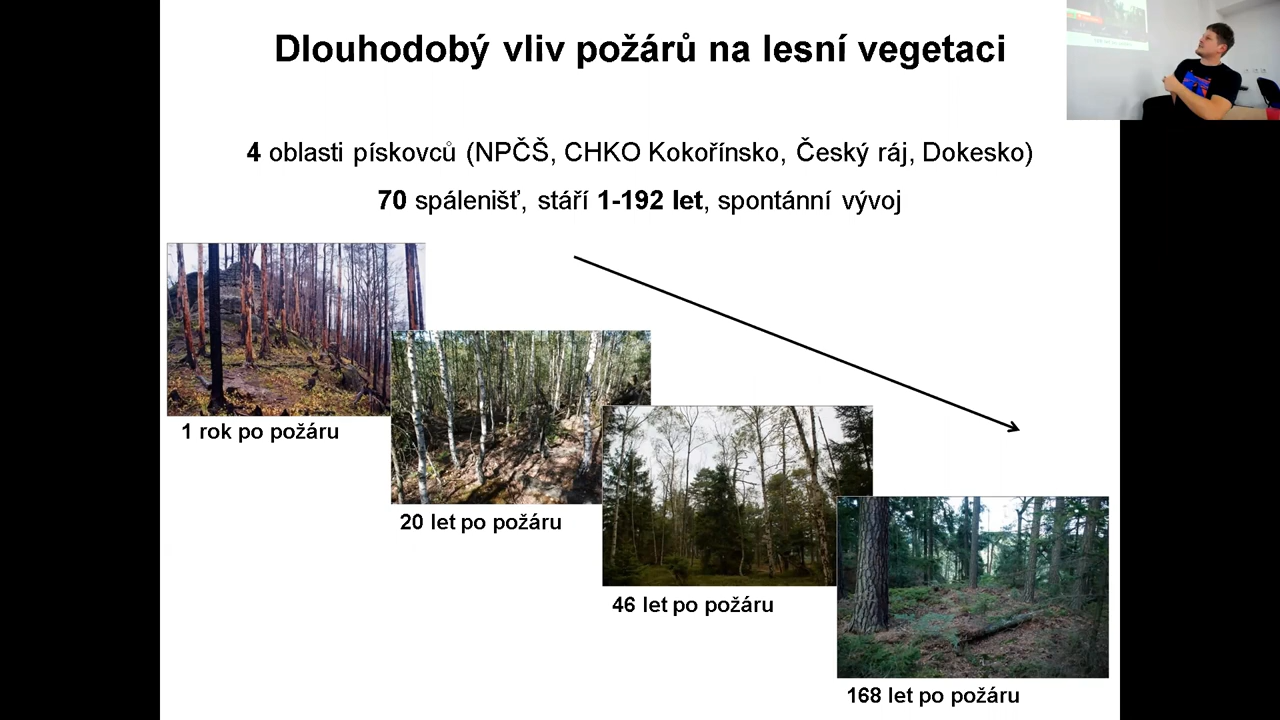 Dlouhodobý vliv požárů na lesní vegetaci
4 oblasti pískovců (NPČŠ, CHKO Kokořínsko, Český ráj, Dokesko)
70 spálenišť, stáří 1-192 let, spontánní vývoj
1 rok po požáru
20 let po požáru
46 let po požáru
168 let po požáru